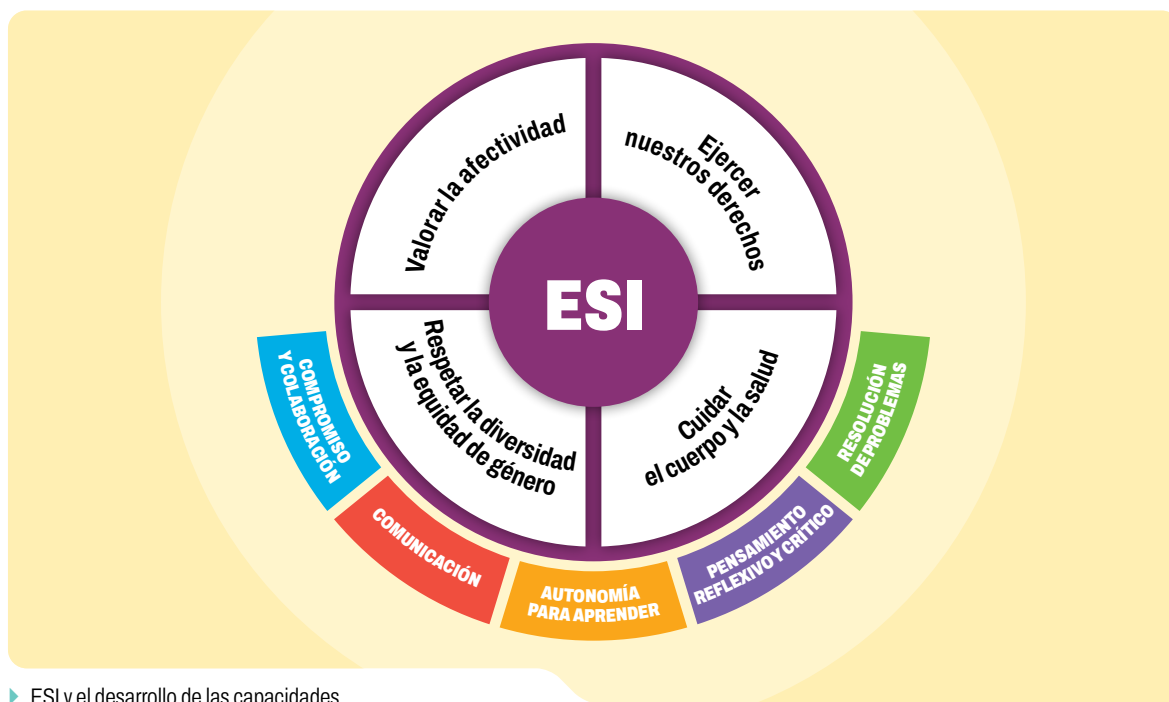 Valorar la afectividad
Ejercer
nuestros derechos
ESI
Respetar la diversidad
y la equidad de género
Cuidar
el cuerpo y la salud
COMPROMISO
Y COLABORACIÓN
COMUNICACIÓN
AUTONOMÍA
PARA APRENDER
PENSAMIENTO
REFLEXIVO Y CRÍTICO
RESOLUCIÓN
DE PROBLEMAS
ESI y el desarrollo de las capacidades